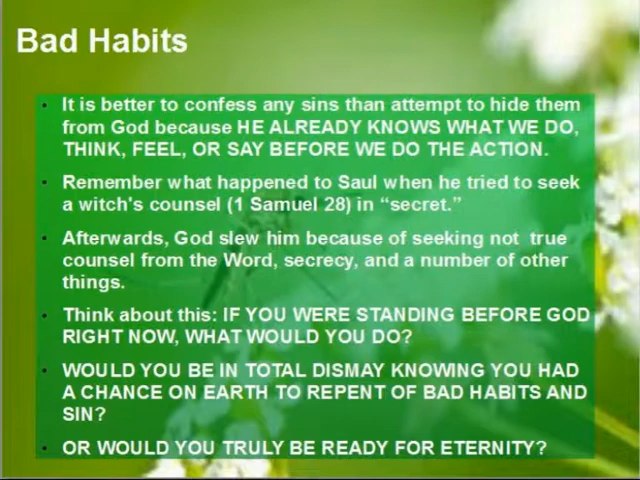 Bad Habits
• It is better to confess any sins than attempt to hide them
from God because HE ALREADY KNOWS WHAT WE DO,
THINK, FEEL, OR SAY BEFORE WE DO THE ACTION.
• Remember what happened to Saul when he tried to seek
a witch's counsel (1 Samuel 28) in “secret.”
• Afterwards, God slew him because of seeking not true
counsel from the Word, secrecy, and a number of other
things.
• Think about this: IF YOU WERE STANDING BEFORE GOD
RIGHT NOW, WHAT WOULD YOU DO?
• WOULD YOU BE IN TOTAL DISMAY KNOWING YOU HAD
A CHANCE ON EARTH TO REPENT OF BAD HABITS AND
SIN?
• OR WOULD YOU TRULY BE READY FOR ETERNITY?